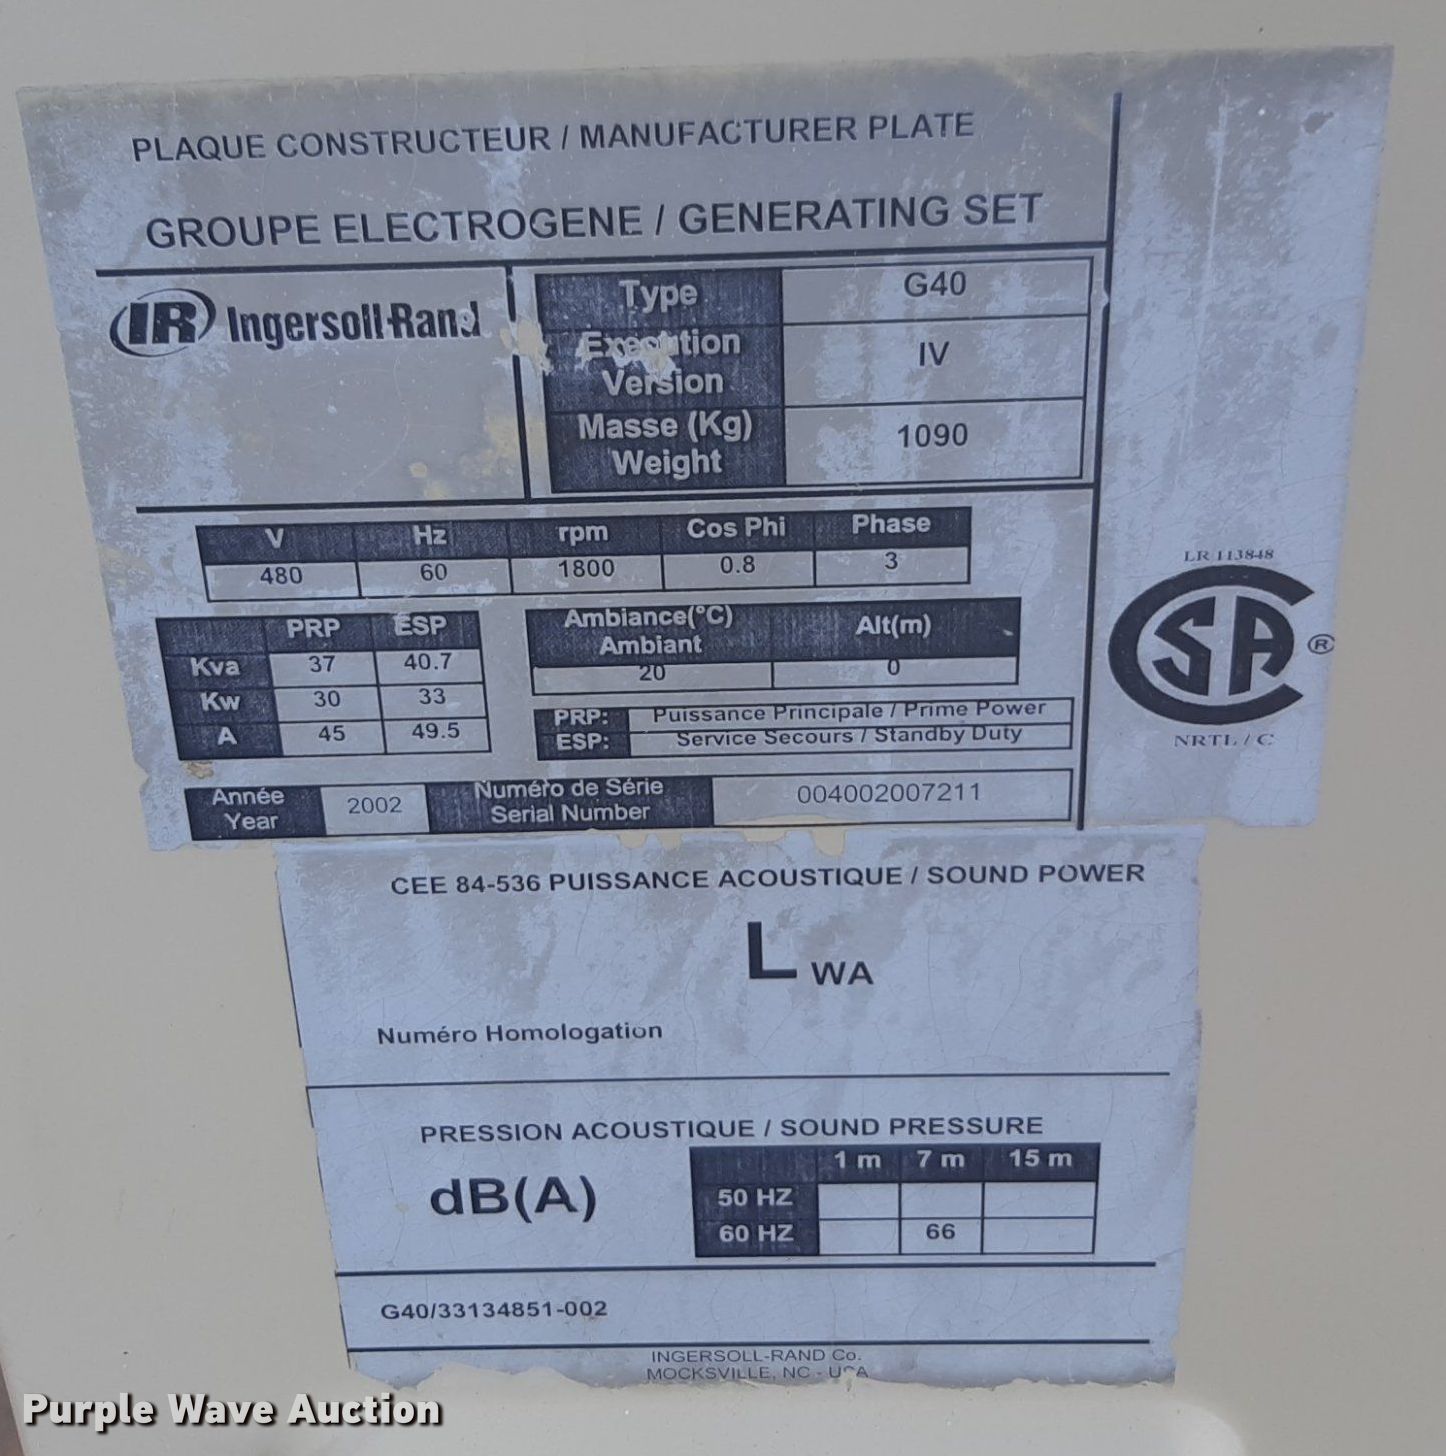 PLAQUE CONSTRUCTEUR / MANUFACTURER PLATE
GROUPE ELECTROGENE / GENERATING SET
IR Ingersoll-Rand
Type G40
Execution
Version IV
Masse (Kg)
Weight 1090
V Hz rpm Cos Phi Phase
480 60 1800 0.8 3
PRP ESP
Kva 37 40.7
Kw 30 33
A 45 49.5
Ambiance(°C)
Ambiant Alt(m)
20 0
PRP: Puissance Principale / Prime Power
ESP: Service Secours / Standby Duty
Année
Year 2002
Numéro de Série
Serial Number 004002007211
LR 113848
CSA ®
NRTL / C
CEE 84-536 PUISSANCE ACOUSTIQUE / SOUND POWER
L WA
Numéro Homologation
PRESSION ACOUSTIQUE / SOUND PRESSURE
dB(A)
1 m 7 m 15 m
50 HZ
60 HZ 66
G40/33134851-002
INGERSOLL-RAND Co.
MOCKSVILLE, NC - USA
Purple Wave Auction